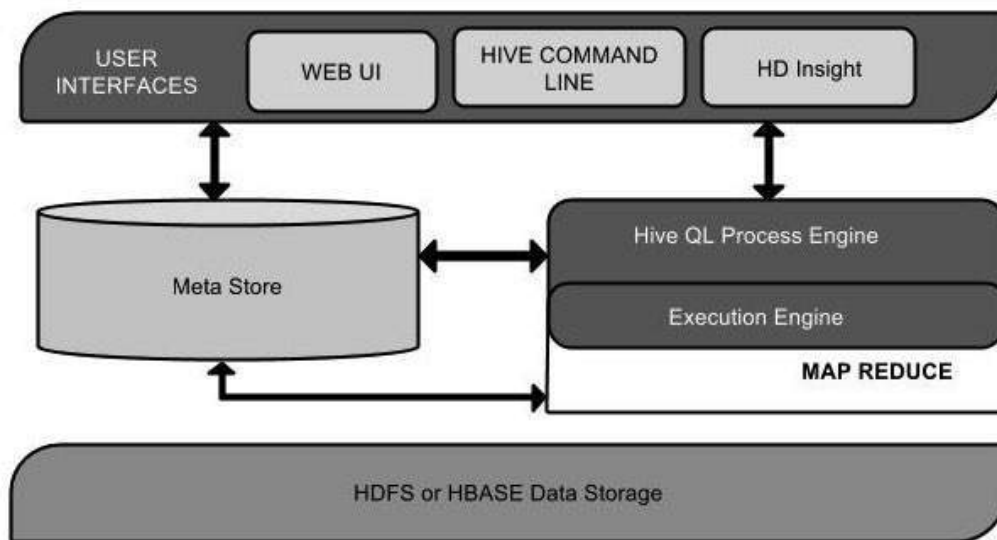 USER
INTERFACES
WEB UI
HIVE COMMAND
LINE
HD Insight
Meta Store
Hive QL Process Engine
Execution Engine
MAP REDUCE
HDFS or HBASE Data Storage